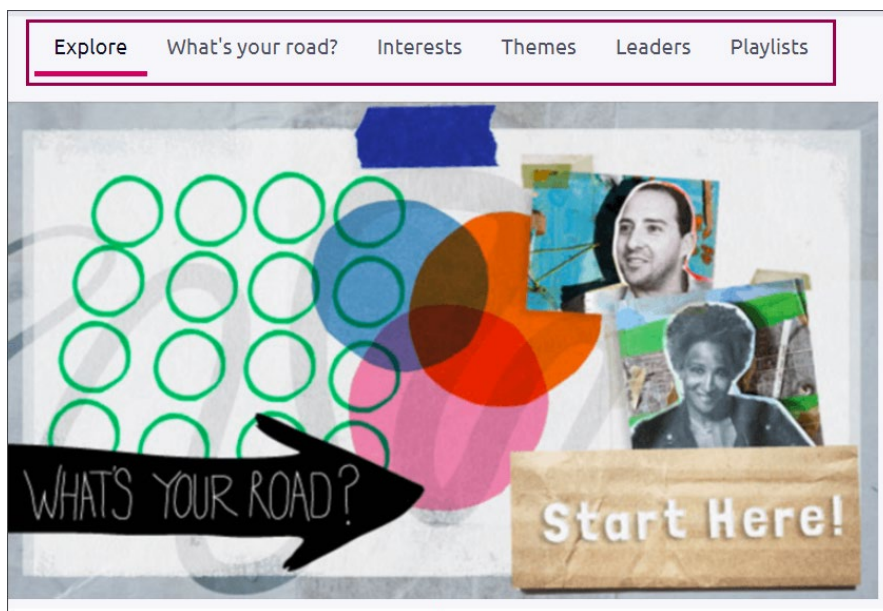 Explore What's your road? Interests Themes Leaders Playlists
WHAT'S YOUR ROAD?
Start Here!